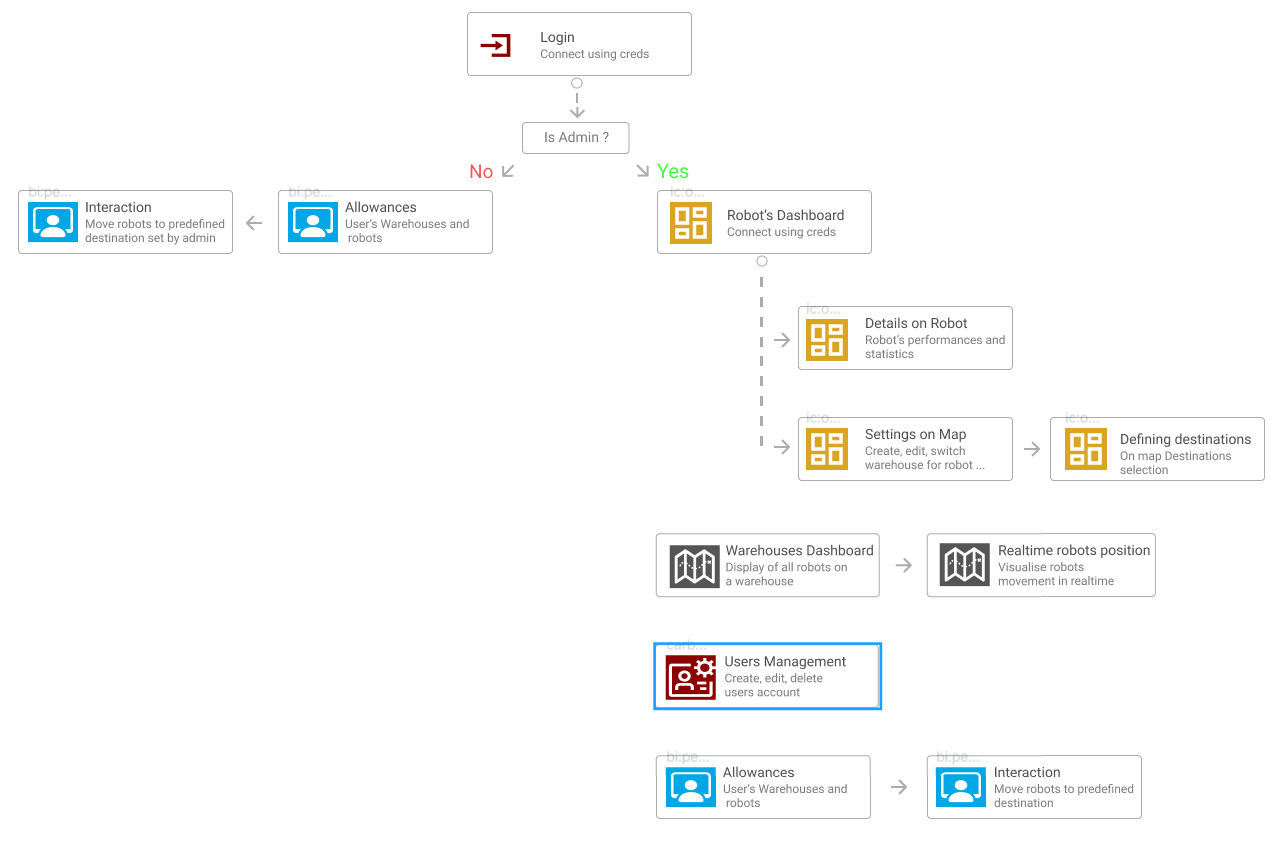 Login
Connect using creds
Is Admin ?
No
Yes
bi:pe...
Interaction
Move robots to predefined
destination set by admin
bi:pe...
Allowances
User's Warehouses and
robots
ic:o...
Robot's Dashboard
Connect using creds
ic:o...
Details on Robot
Robot's performances and
statistics
ic:o...
Settings on Map
Create, edit, switch
warehouse for robot ...
ic:o...
Defining destinations
On map Destinations
selection
Warehouses Dashboard
Display of all robots on
a warehouse
Realtime robots position
Visualise robots
movement in realtime
carb...
Users Management
Create, edit, delete
users account
bi:pe...
Allowances
User's Warehouses and
robots
bi:pe...
Interaction
Move robots to predefined
destination